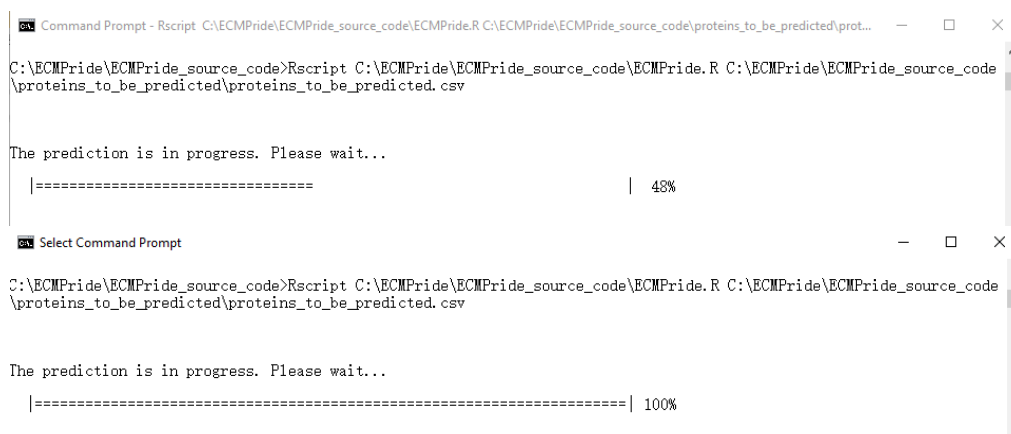 Command Prompt - Rscript C:\ECMPride\ECMPride_source_code\ECMPride.R C:\ECMPride\ECMPride_source_code\proteins_to_be_predicted\prot...
C:\ECMPride\ECMPride_source_code>Rscript C:\ECMPride\ECMPride_source_code\ECMPride.R C:\ECMPride\ECMPride_source_code
\proteins_to_be_predicted\proteins_to_be_predicted.csv
The prediction is in progress. Please wait...
|================================= | 48%
Select Command Prompt
C:\ECMPride\ECMPride_source_code>Rscript C:\ECMPride\ECMPride_source_code\ECMPride.R C:\ECMPride\ECMPride_source_code
\proteins_to_be_predicted\proteins_to_be_predicted.csv
The prediction is in progress. Please wait...
|======================================================================| 100%